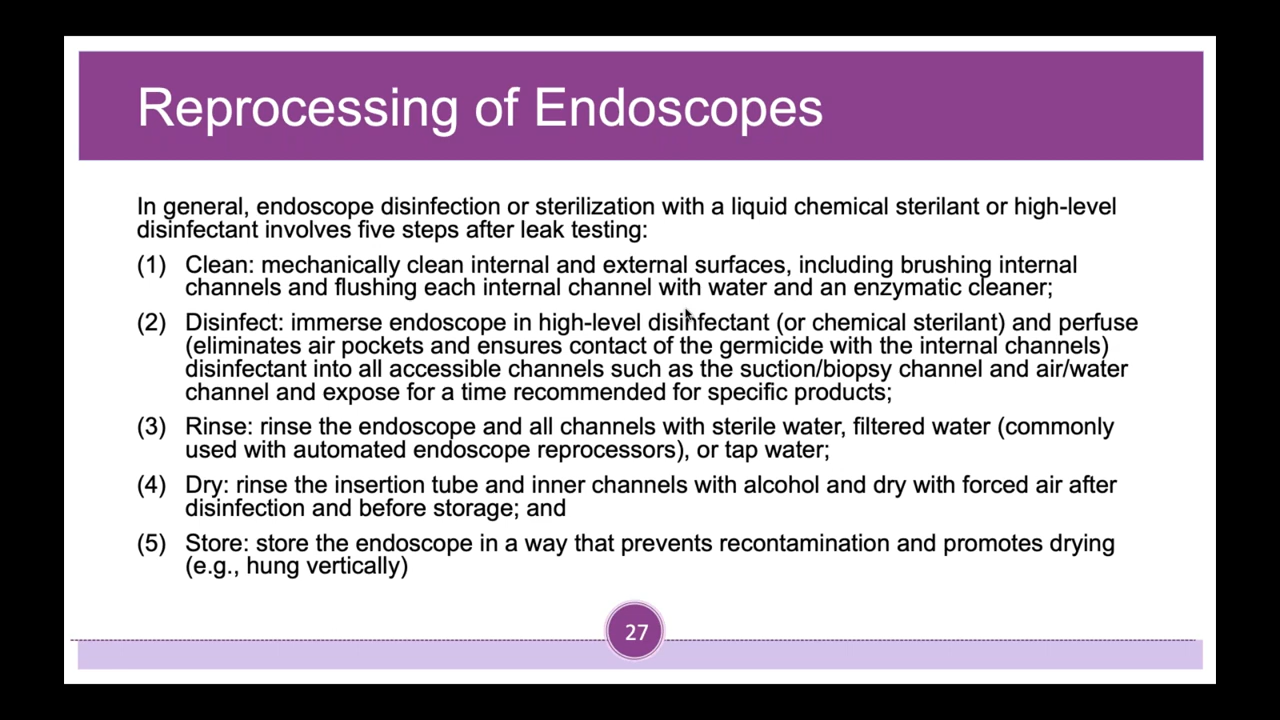 Reprocessing of Endoscopes
In general, endoscope disinfection or sterilization with a liquid chemical sterilant or high-level
disinfectant involves five steps after leak testing:
(1) Clean: mechanically clean internal and external surfaces, including brushing internal
channels and flushing each internal channel with water and an enzymatic cleaner;
(2) Disinfect: immerse endoscope in high-level disinfectant (or chemical sterilant) and perfuse
(eliminates air pockets and ensures contact of the germicide with the internal channels)
disinfectant into all accessible channels such as the suction/biopsy channel and air/water
channel and expose for a time recommended for specific products;
(3) Rinse: rinse the endoscope and all channels with sterile water, filtered water (commonly
used with automated endoscope reprocessors), or tap water;
(4) Dry: rinse the insertion tube and inner channels with alcohol and dry with forced air after
disinfection and before storage; and
(5) Store: store the endoscope in a way that prevents recontamination and promotes drying
(e.g., hung vertically)
27